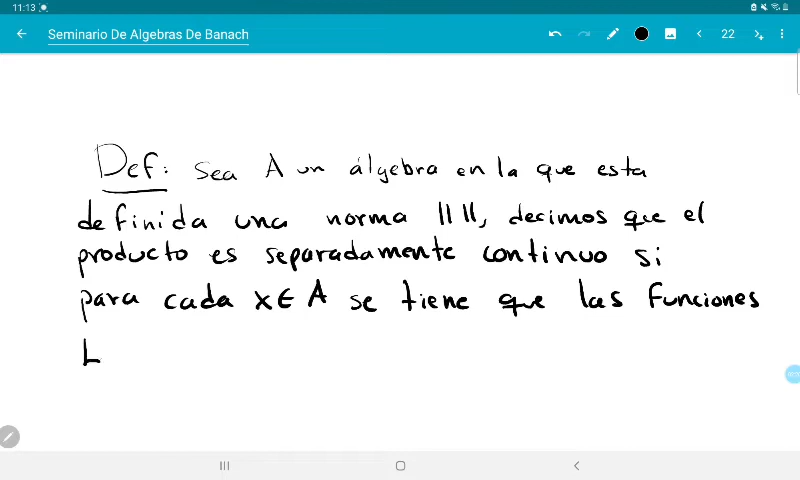 11:13
Seminario De Algebras De Banach
22
Def: Sea A un álgebra en la que esta
definida una norma || ||, decimos que el
producto es separadamente continuo si
para cada x ∈ A se tiene que las funciones
L